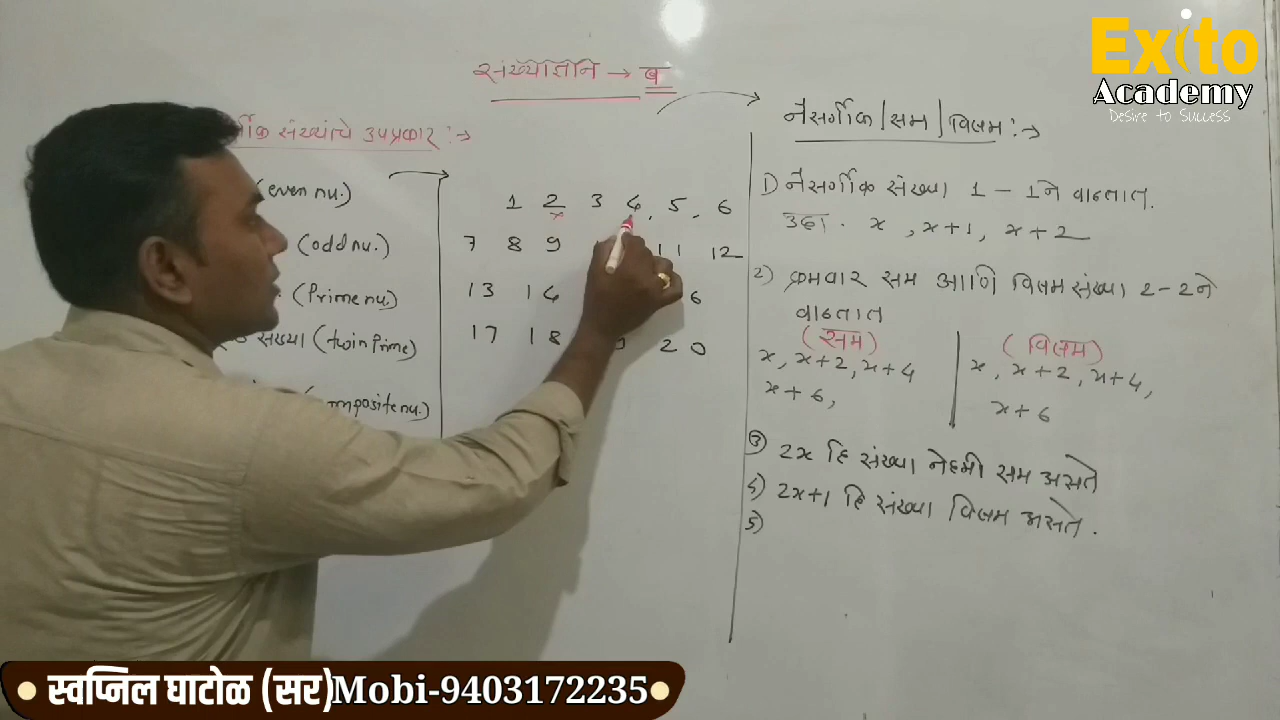 Exito
Academy
Desire to Success
संख्याज्ञान → ब
संख्यांचे उपप्रकार :→
(even nu.)
(odd nu.)
(Prime nu)
संख्या (twin Prime)
mpositenu.)
1 2 3 4, 5, 6
7 8 9 11 12
13 14 6
17 18 20
नैसर्गीक / सम / विषम :→
1) नैसर्गीक संख्या 1 - 1 ने वाढतात.
उदा. x , x+1, x+2
2) क्रमवार सम आणि विषम संख्या 2-2 ने
वाढतात
(सम)
x, x+2, x+4
x+6,
(विषम)
x, x+2, x+4,
x+6
③ 2x हि संख्या नेहमी सम असते
4) 2x+1 हि संख्या विषम असते.
5)
स्वप्निल घाटोळ (सर) Mobi-9403172235